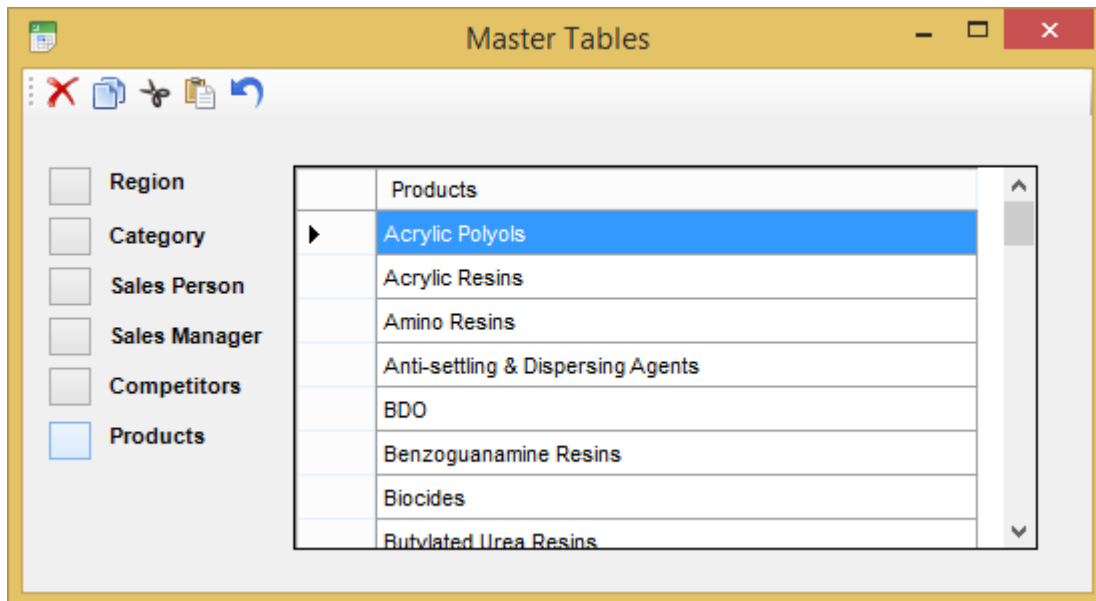 Master Tables
Region
Category
Sales Person
Sales Manager
Competitors
Products
Products
Acrylic Polyols
Acrylic Resins
Amino Resins
Anti-settling & Dispersing Agents
BDO
Benzoguanamine Resins
Biocides
Butylated Urea Resins